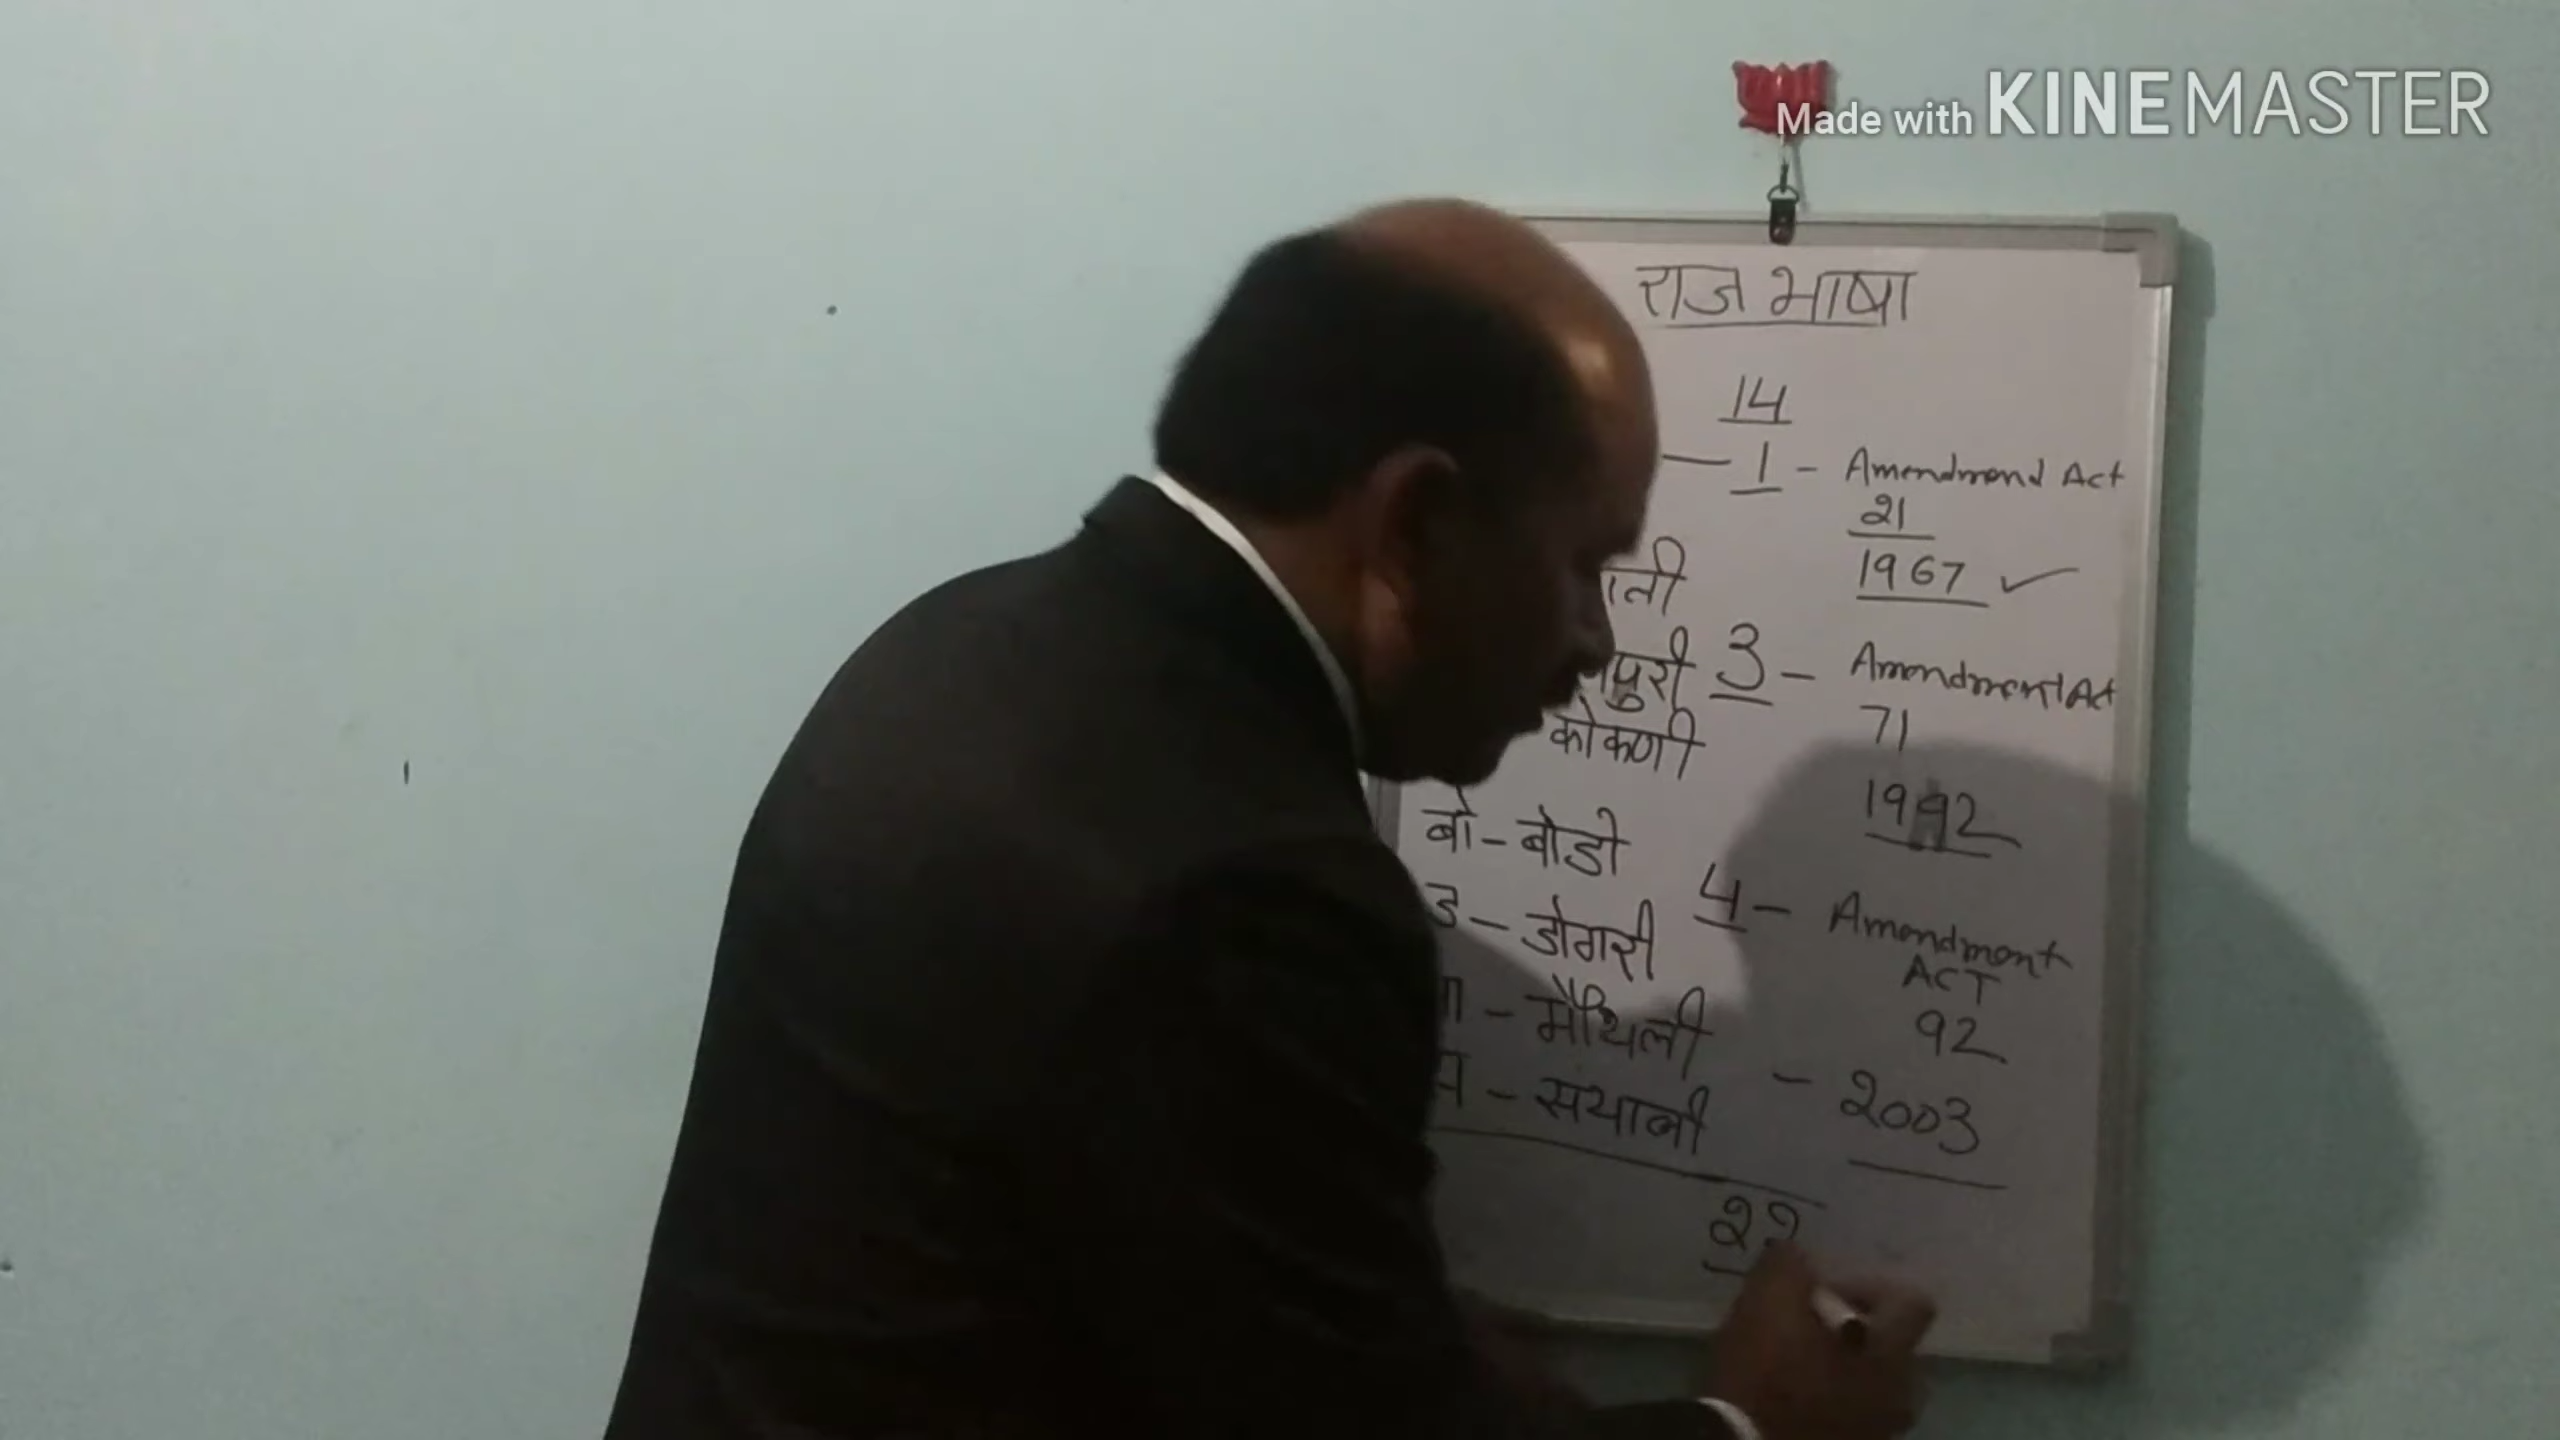 Made with KINEMASTER
राज भाषा
14
— 1 - Amendmend Act
21
1967 ✓
3 - Amendment Act
कोकणी
71
1992
बो - बोडो
4 - Amendment
ACT
ड - डोगरी
92
- मैथिली
- 2003
- सथाली
22